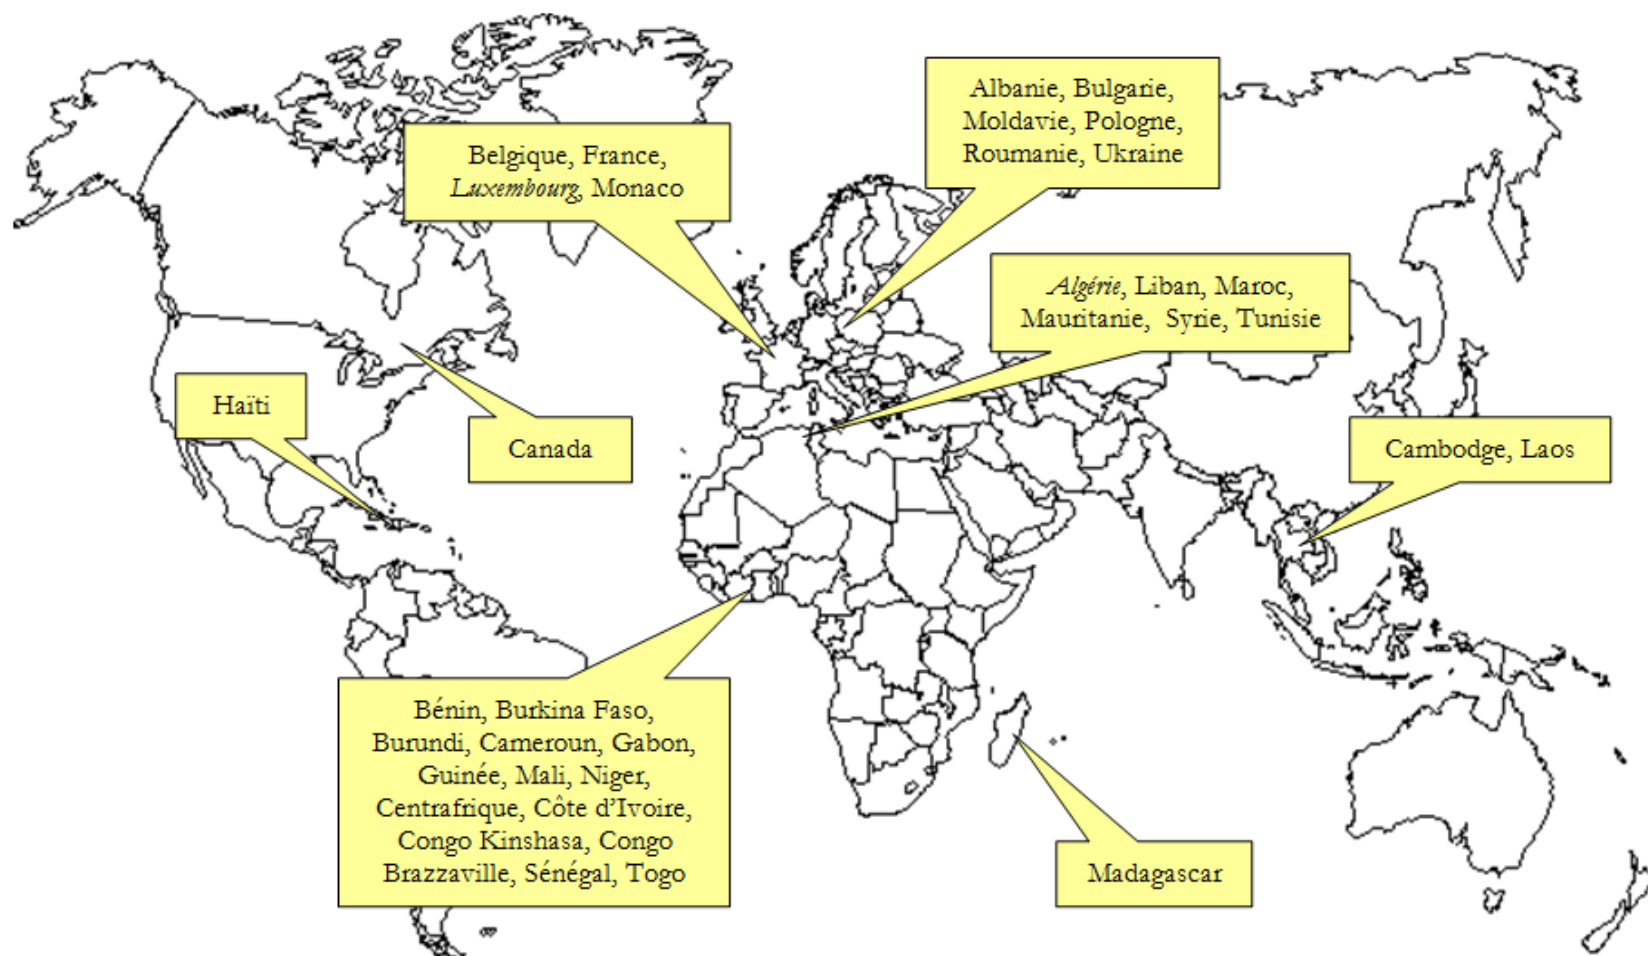 Albanie, Bulgarie,
Moldavie, Pologne,
Roumanie, Ukraine
Belgique, France,
Luxembourg, Monaco
Algérie, Liban, Maroc,
Mauritanie, Syrie, Tunisie
Haïti
Canada
Cambodge, Laos
Bénin, Burkina Faso,
Burundi, Cameroun, Gabon,
Guinée, Mali, Niger,
Centrafrique, Côte d'Ivoire,
Congo Kinshasa, Congo
Brazzaville, Sénégal, Togo
Madagascar